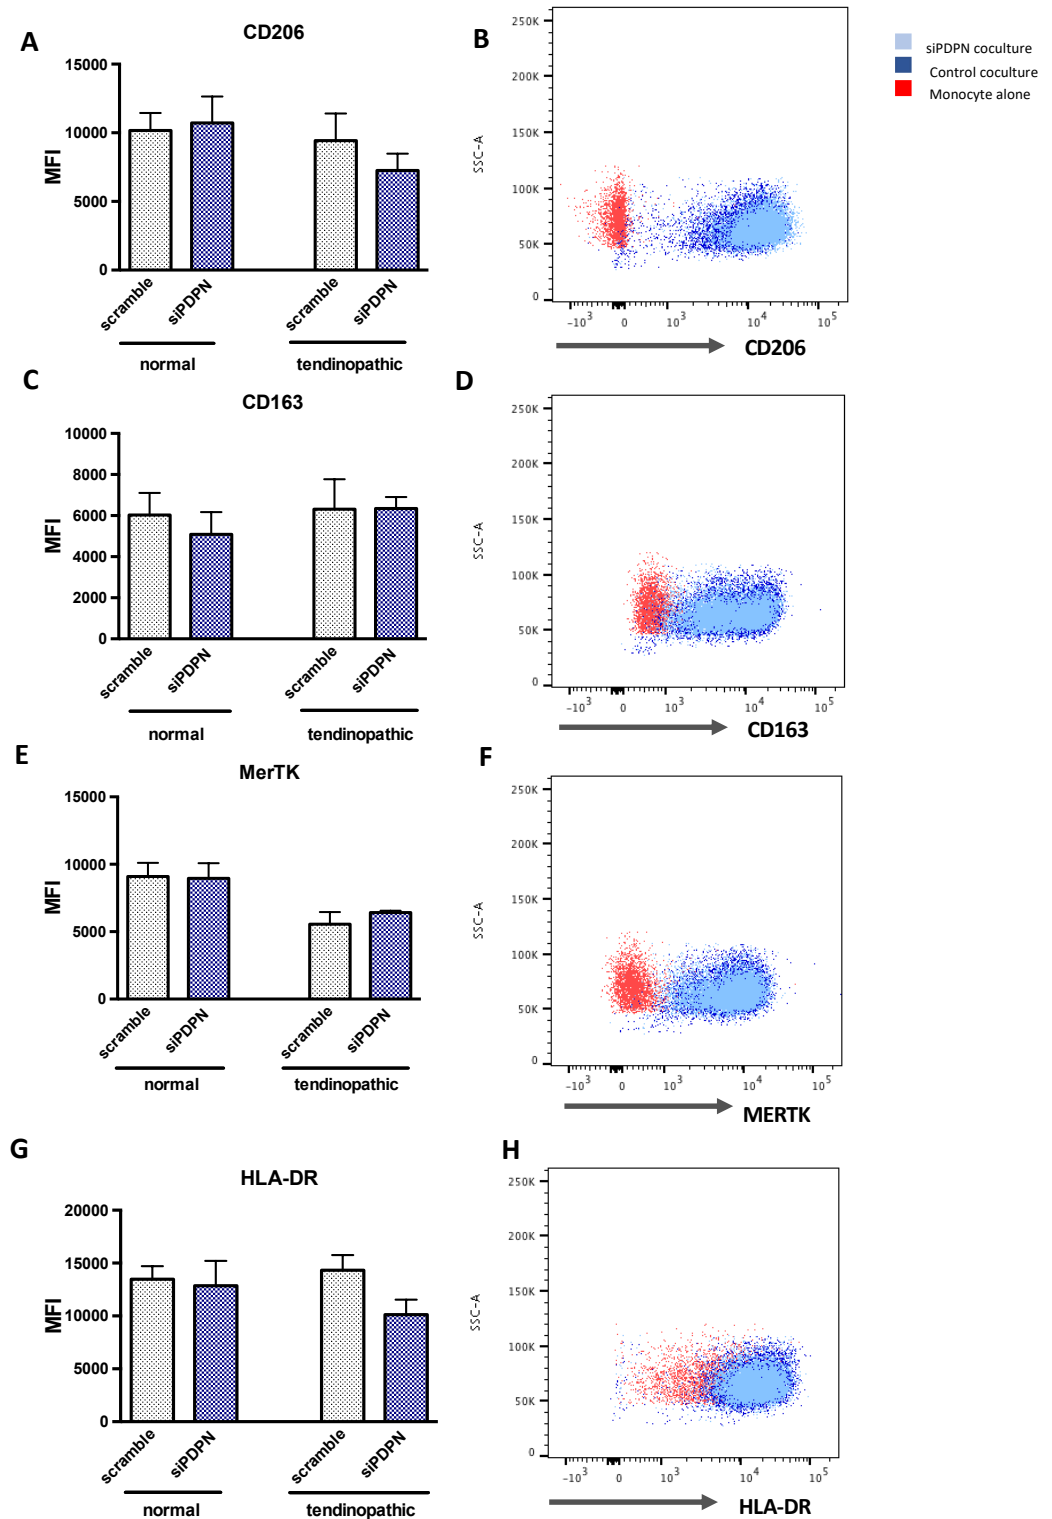 A
CD206
15000
10000
5000
0
MFI
scramble
siPDPN
scramble
siPDPN
normal
tendinopathic
B
250K
200K
150K
100K
50K
0
SSC-A
-10³
0
10³
10⁴
10⁵
CD206
siPDPN coculture
Control coculture
Monocyte alone
C
CD163
10000
8000
6000
4000
2000
0
MFI
scramble
siPDPN
scramble
siPDPN
normal
tendinopathic
D
250K
200K
150K
100K
50K
0
SSC-A
-10³
0
10³
10⁴
10⁵
CD163
E
MerTK
15000
10000
5000
0
MFI
scramble
siPDPN
scramble
siPDPN
normal
tendinopathic
F
250K
200K
150K
100K
50K
0
SSC-A
-10³
0
10³
10⁴
10⁵
MERTK
G
HLA-DR
20000
15000
10000
5000
0
MFI
scramble
siPDPN
scramble
siPDPN
normal
tendinopathic
H
250K
200K
150K
100K
50K
0
SSC-A
-10³
0
10³
10⁴
10⁵
HLA-DR